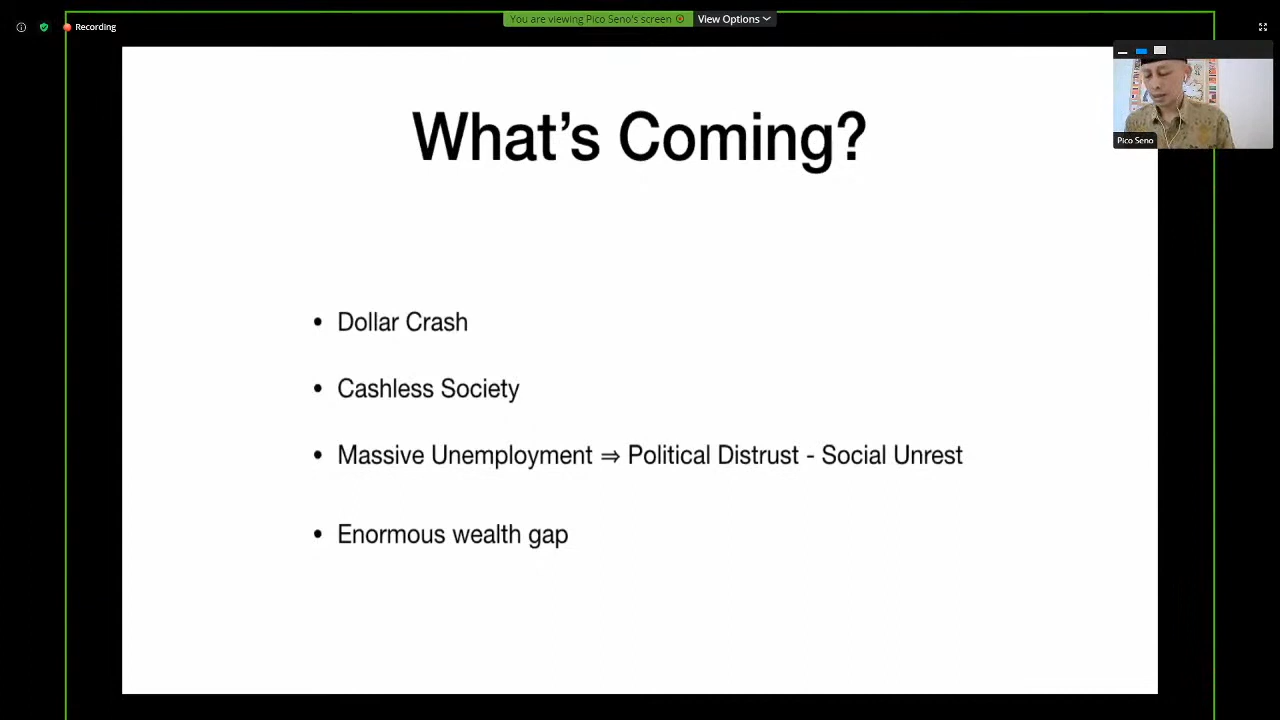 You are viewing Pico Seno's screen
View Options
Recording
What's Coming?
Pico Seno
• Dollar Crash
• Cashless Society
• Massive Unemployment ⇒ Political Distrust - Social Unrest
• Enormous wealth gap